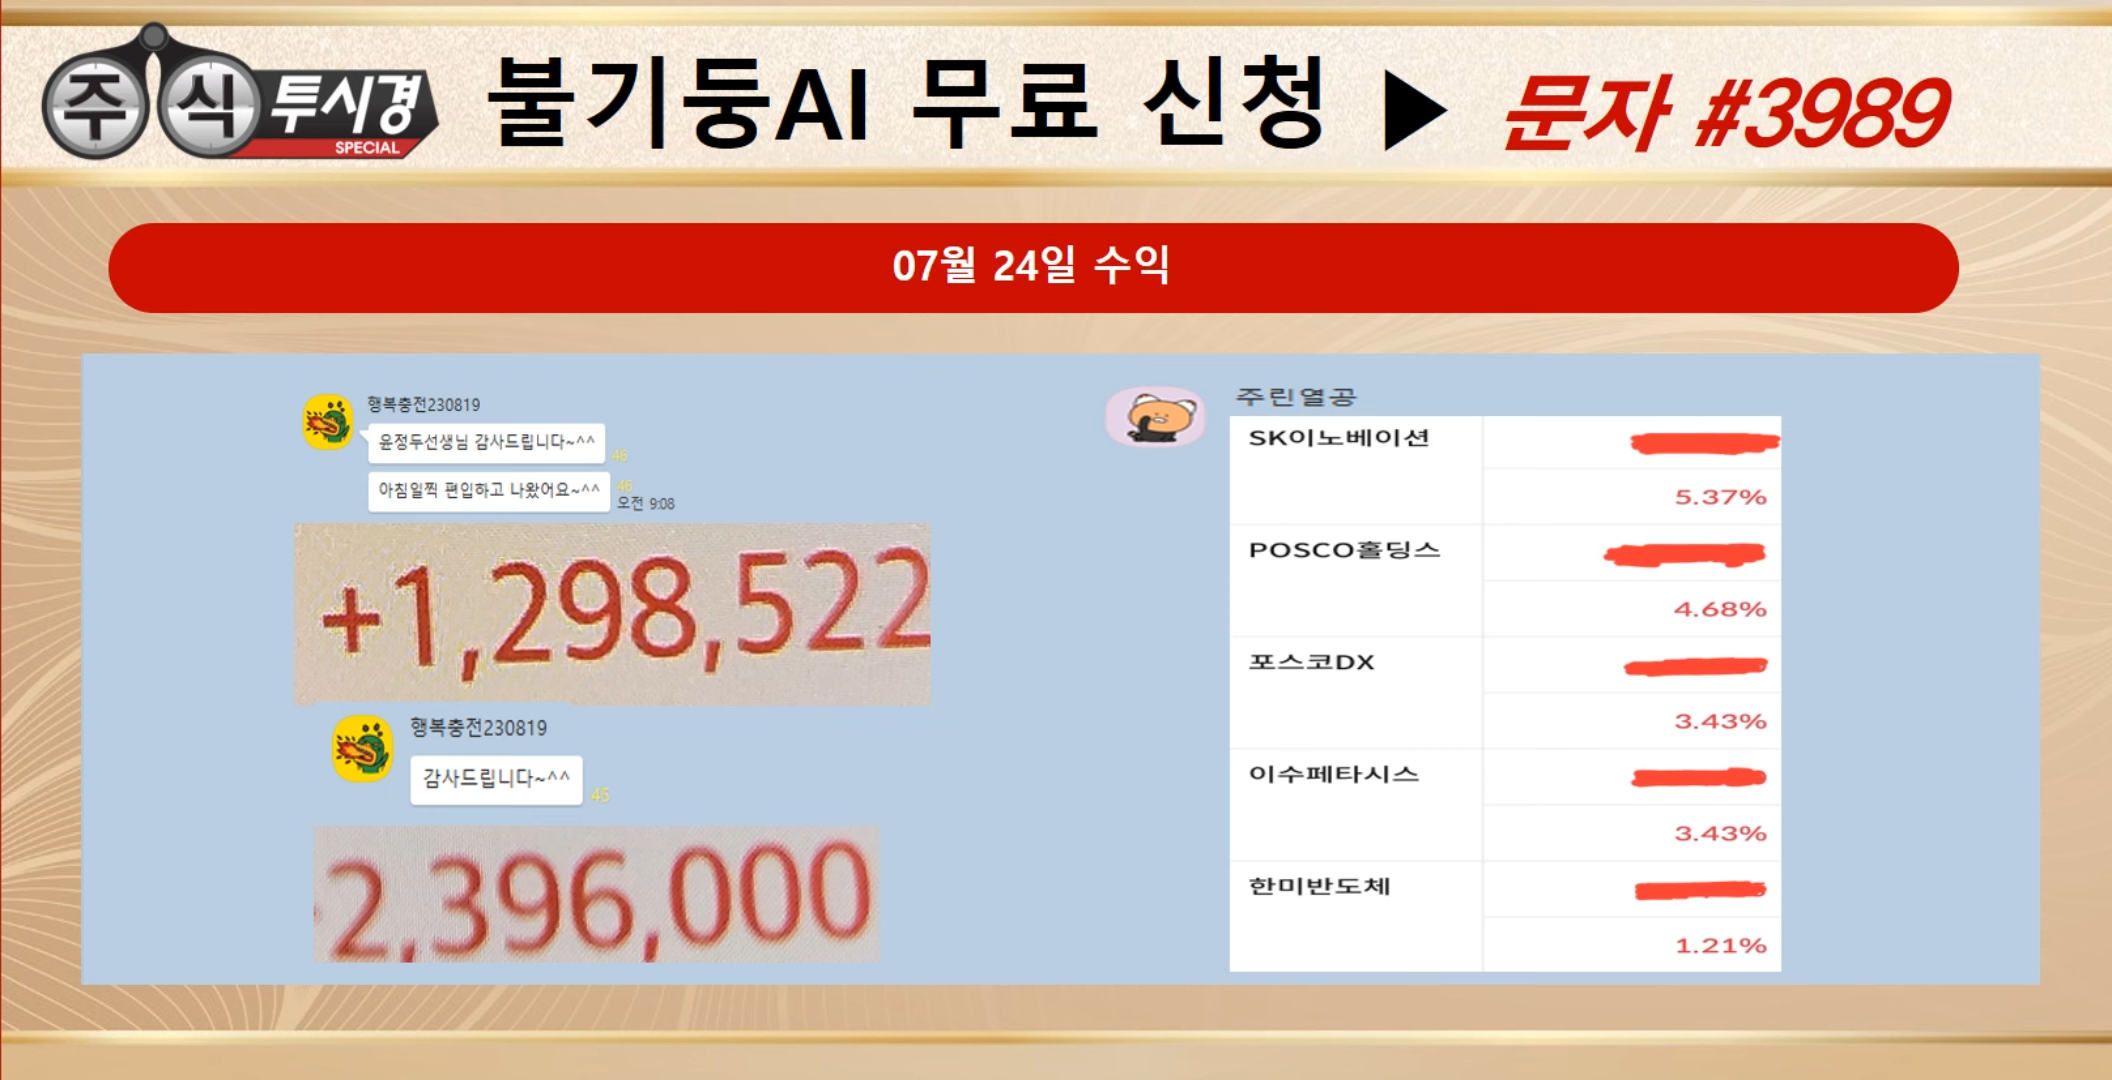 주식투시경
SPECIAL
불기둥AI 무료 신청 ▶ 문자 #3989
07월 24일 수익
행복충전230819
윤정두선생님 감사드립니다~^^
46
아침일찍 편입하고 나왔어요~^^
46
오전 9:08
+1,298,522
행복충전230819
감사드립니다~^^
45
2,396,000
주린열공
SK이노베이션
5.37%
POSCO홀딩스
4.68%
포스코DX
3.43%
이수페타시스
3.43%
한미반도체
1.21%